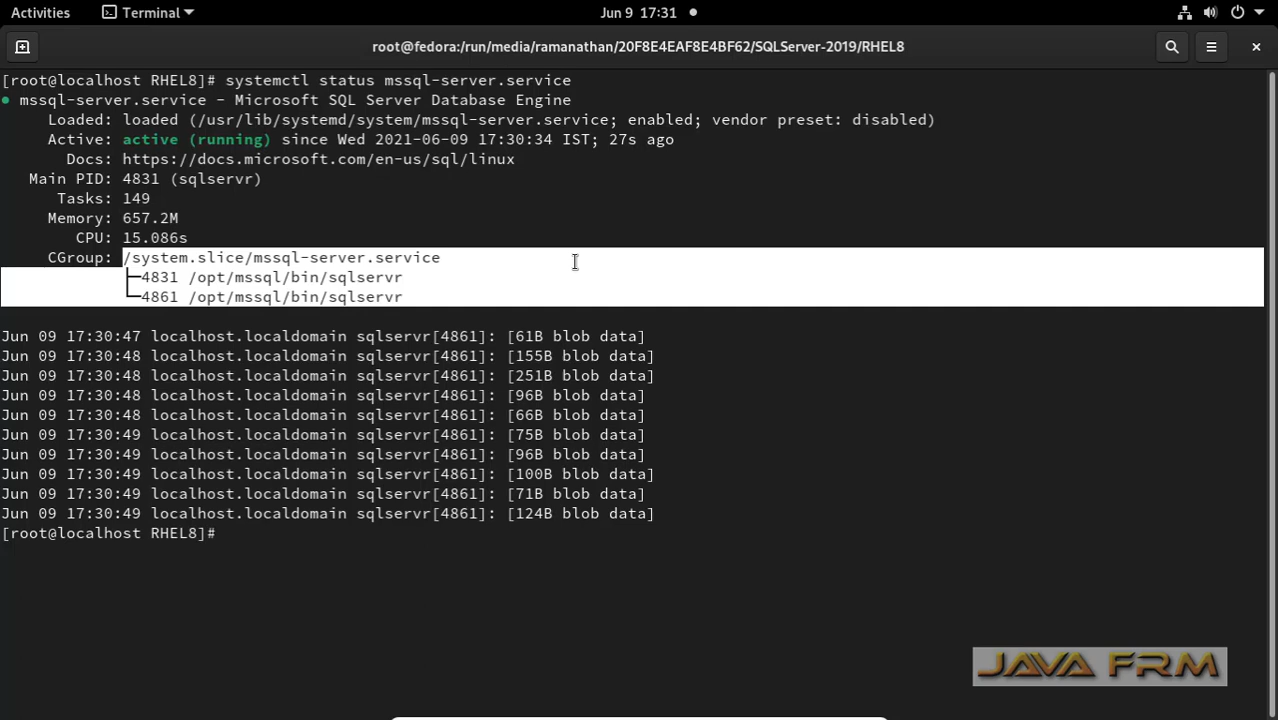 Activities
Terminal
Jun 9 17:31
root@fedora:/run/media/ramanathan/20F8E4EAF8E4BF62/SQLServer-2019/RHEL8
[root@localhost RHEL8]# systemctl status mssql-server.service
● mssql-server.service - Microsoft SQL Server Database Engine
Loaded: loaded (/usr/lib/systemd/system/mssql-server.service; enabled; vendor preset: disabled)
Active: active (running) since Wed 2021-06-09 17:30:34 IST; 27s ago
Docs: https://docs.microsoft.com/en-us/sql/linux
Main PID: 4831 (sqlservr)
Tasks: 149
Memory: 657.2M
CPU: 15.086s
CGroup: /system.slice/mssql-server.service
├─4831 /opt/mssql/bin/sqlservr
└─4861 /opt/mssql/bin/sqlservr
Jun 09 17:30:47 localhost.localdomain sqlservr[4861]: [61B blob data]
Jun 09 17:30:48 localhost.localdomain sqlservr[4861]: [155B blob data]
Jun 09 17:30:48 localhost.localdomain sqlservr[4861]: [251B blob data]
Jun 09 17:30:48 localhost.localdomain sqlservr[4861]: [96B blob data]
Jun 09 17:30:48 localhost.localdomain sqlservr[4861]: [66B blob data]
Jun 09 17:30:49 localhost.localdomain sqlservr[4861]: [75B blob data]
Jun 09 17:30:49 localhost.localdomain sqlservr[4861]: [96B blob data]
Jun 09 17:30:49 localhost.localdomain sqlservr[4861]: [100B blob data]
Jun 09 17:30:49 localhost.localdomain sqlservr[4861]: [71B blob data]
Jun 09 17:30:49 localhost.localdomain sqlservr[4861]: [124B blob data]
[root@localhost RHEL8]#
JAVA FRM